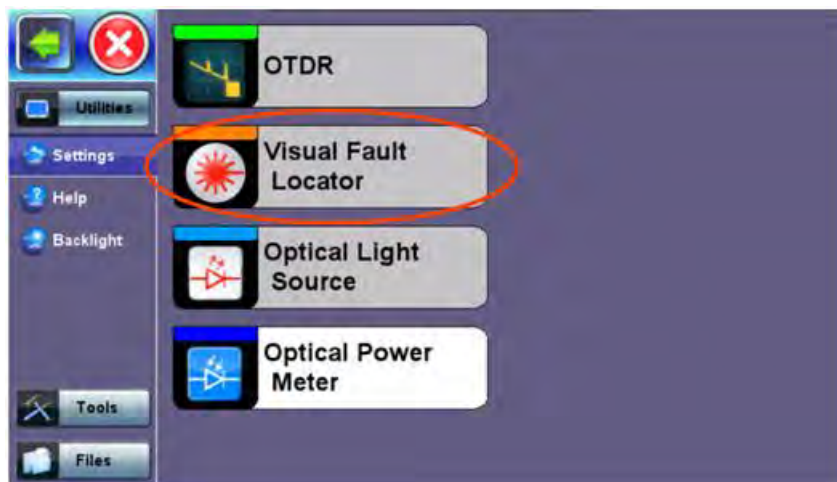 Utilities
Settings
Help
Backlight
Tools
Files
OTDR
Visual Fault
Locator
Optical Light
Source
Optical Power
Meter